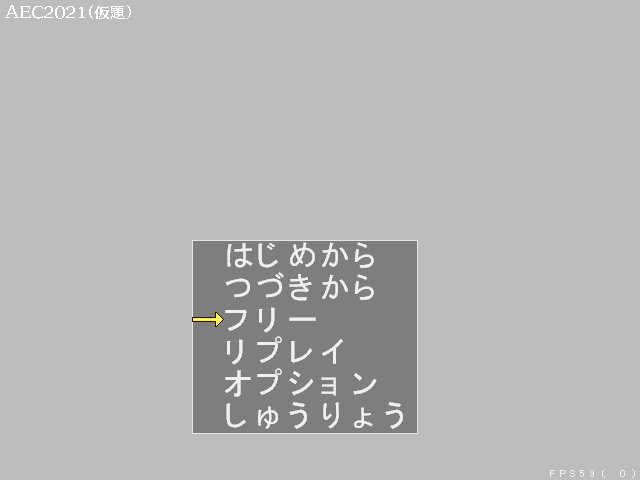 AEC2021(仮題)
はじめから
つづきから
フリー
リプレイ
オプション
しゅうりょう
ＦＰＳ５９（　０）